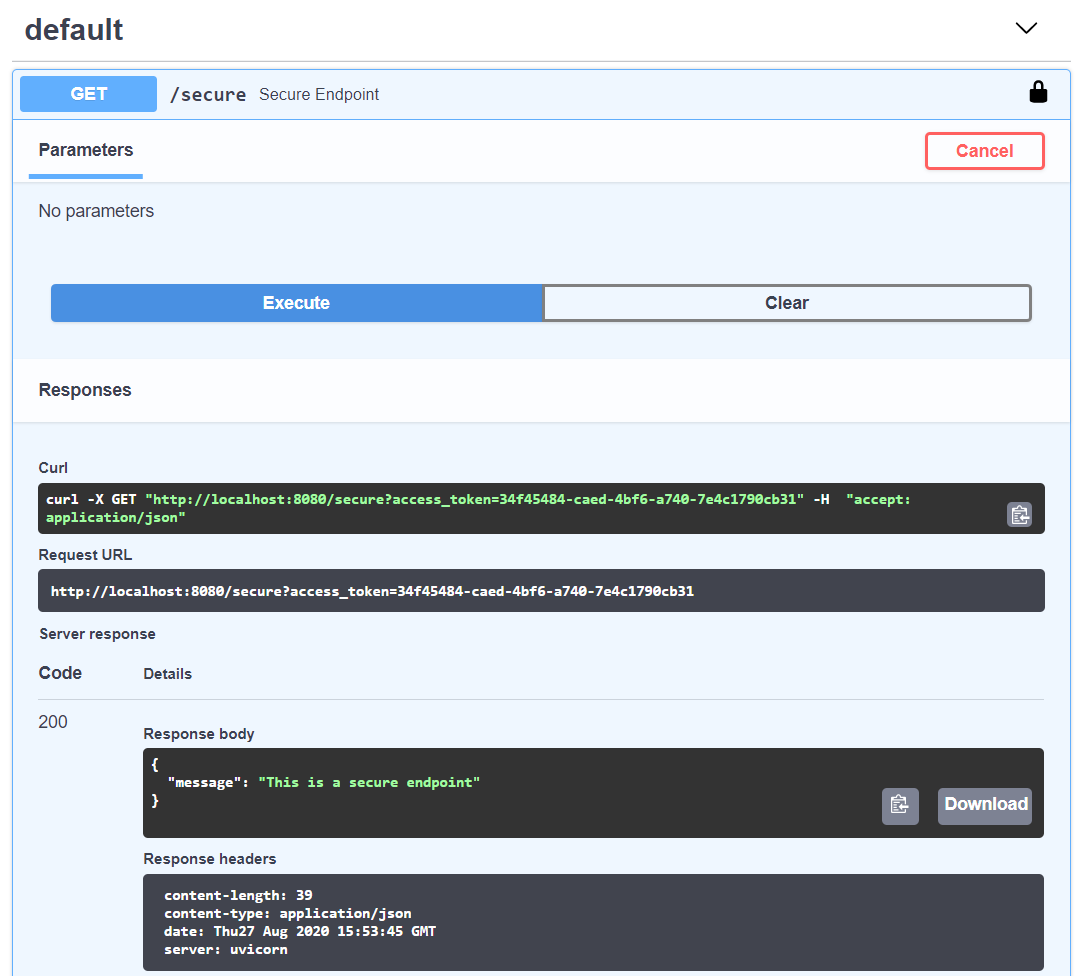 default
GET /secure Secure Endpoint
Parameters
Cancel
No parameters
Execute
Clear
Responses
Curl
curl -X GET "http://localhost:8080/secure?access_token=34f45484-caed-4bf6-a740-7e4c1790cb31" -H  "accept:
application/json"
Request URL
http://localhost:8080/secure?access_token=34f45484-caed-4bf6-a740-7e4c1790cb31
Server response
Code Details
200
Response body
{
  "message": "This is a secure endpoint"
}
Download
Response headers
content-length: 39
content-type: application/json
date: Thu27 Aug 2020 15:53:45 GMT
server: uvicorn